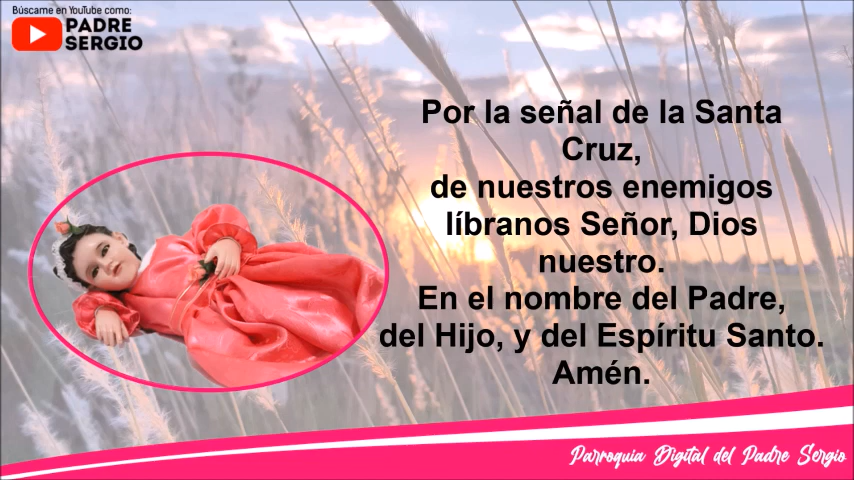 Búscame en YouTube como:
PADRE
SERGIO
Por la señal de la Santa
Cruz,
de nuestros enemigos
líbranos Señor, Dios
nuestro.
En el nombre del Padre,
del Hijo, y del Espíritu Santo.
Amén.
Parroquia Digital del Padre Sergio